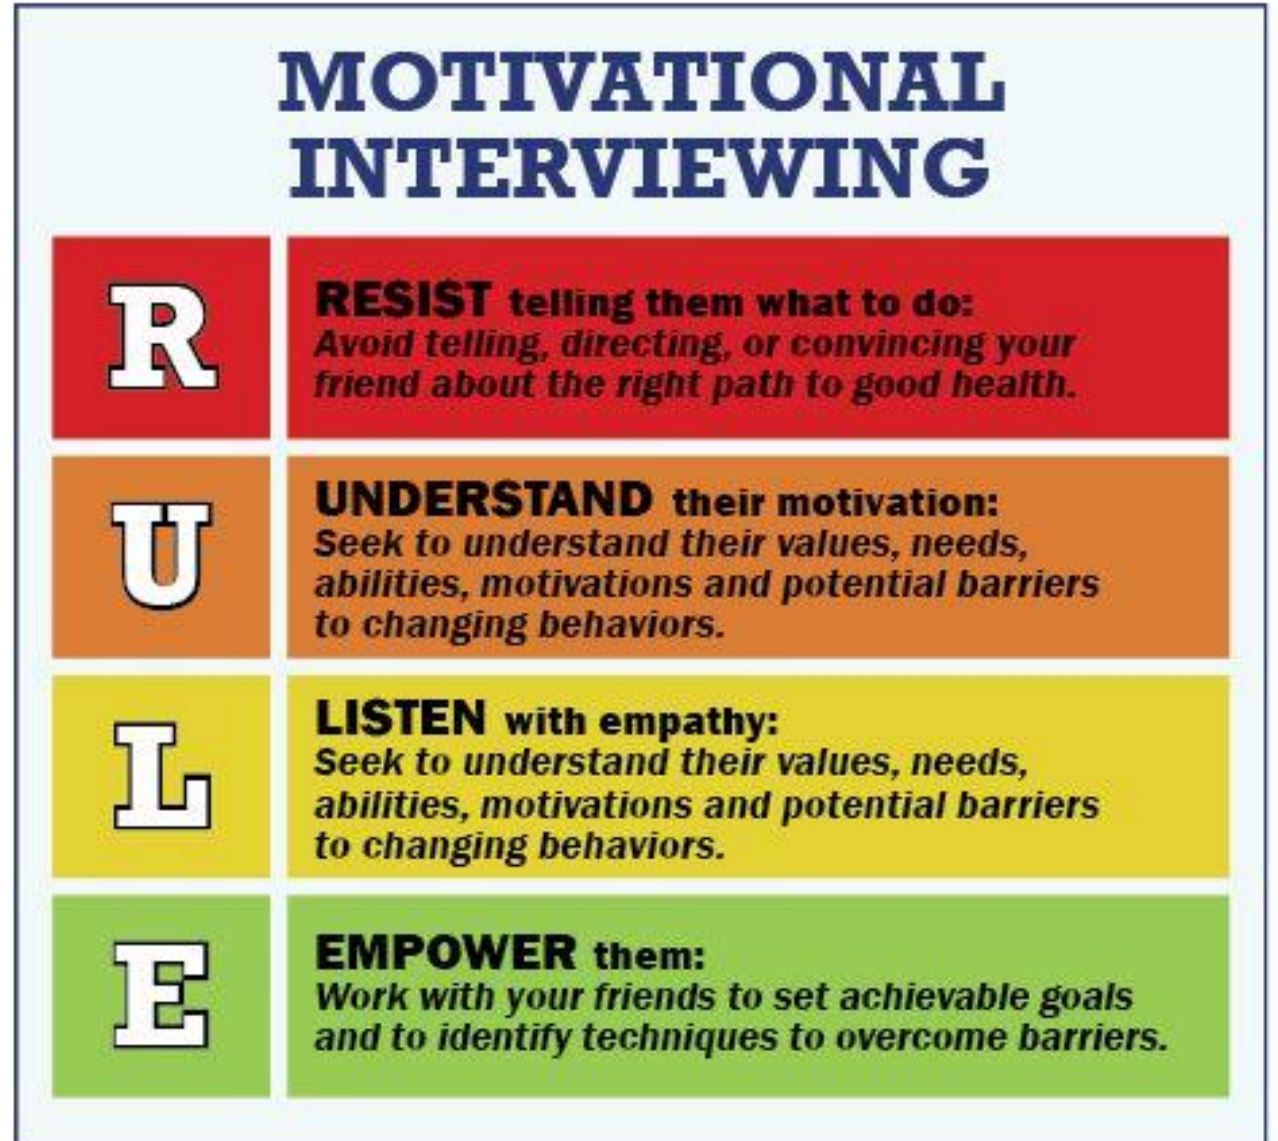 MOTIVATIONAL
INTERVIEWING
R
RESIST telling them what to do:
Avoid telling, directing, or convincing your
friend about the right path to good health.
U
UNDERSTAND their motivation:
Seek to understand their values, needs,
abilities, motivations and potential barriers
to changing behaviors.
L
LISTEN with empathy:
Seek to understand their values, needs,
abilities, motivations and potential barriers
to changing behaviors.
E
EMPOWER them:
Work with your friends to set achievable goals
and to identify techniques to overcome barriers.